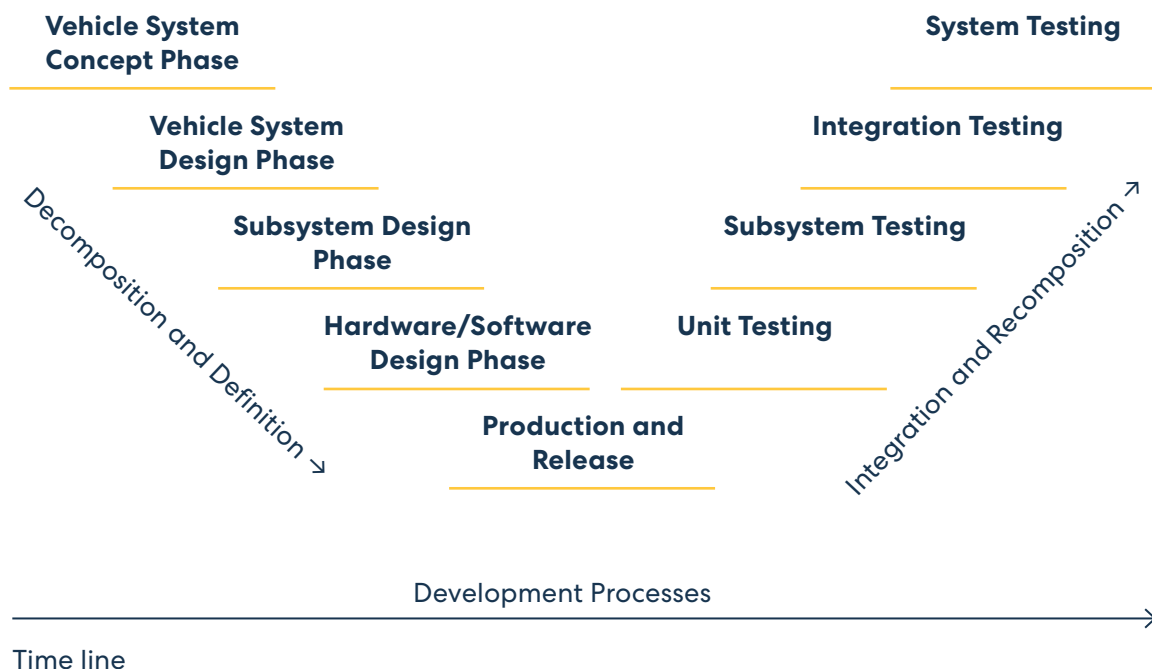 Vehicle System
Concept Phase
System Testing
Vehicle System
Design Phase
Integration Testing
Subsystem Design
Phase
Subsystem Testing
Hardware/Software
Design Phase
Unit Testing
Production and
Release
Decomposition and Definition →
Integration and Recomposition →
Development Processes
Time line